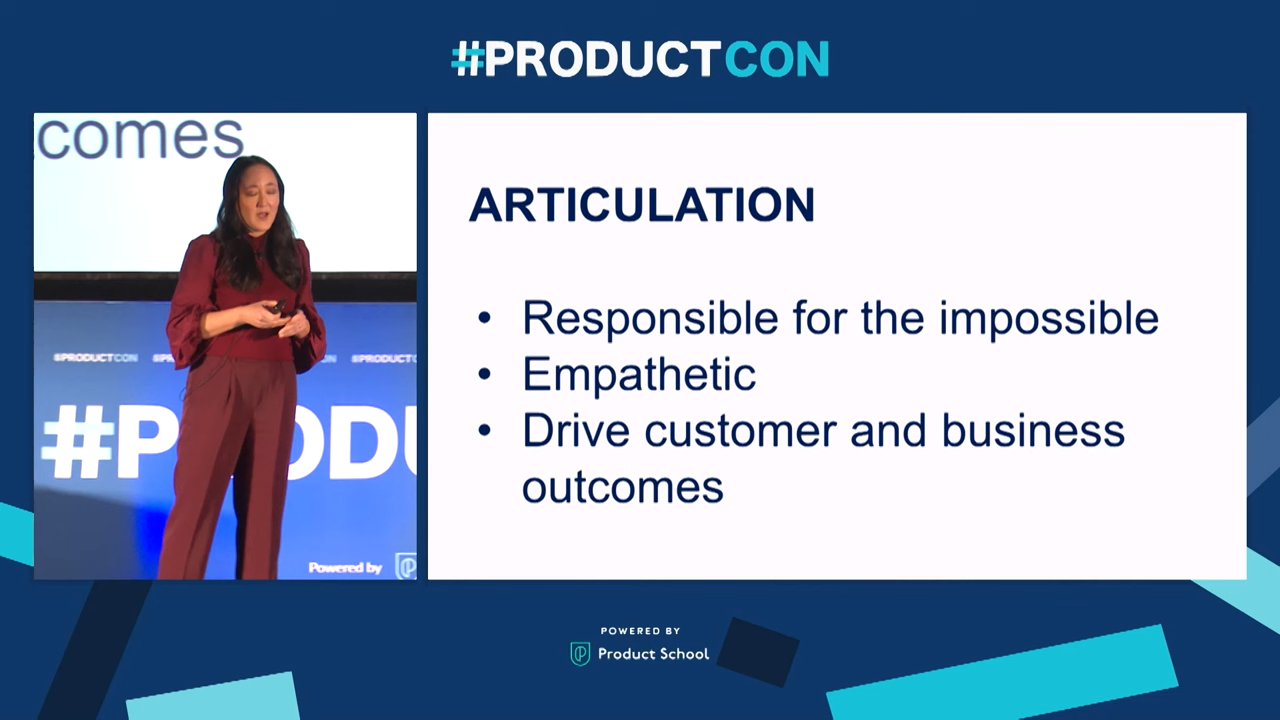 #PRODUCTCON
comes
#PRODUCTCON
#PRODU
Powered by
ARTICULATION
• Responsible for the impossible
• Empathetic
• Drive customer and business
outcomes
POWERED BY
Product School